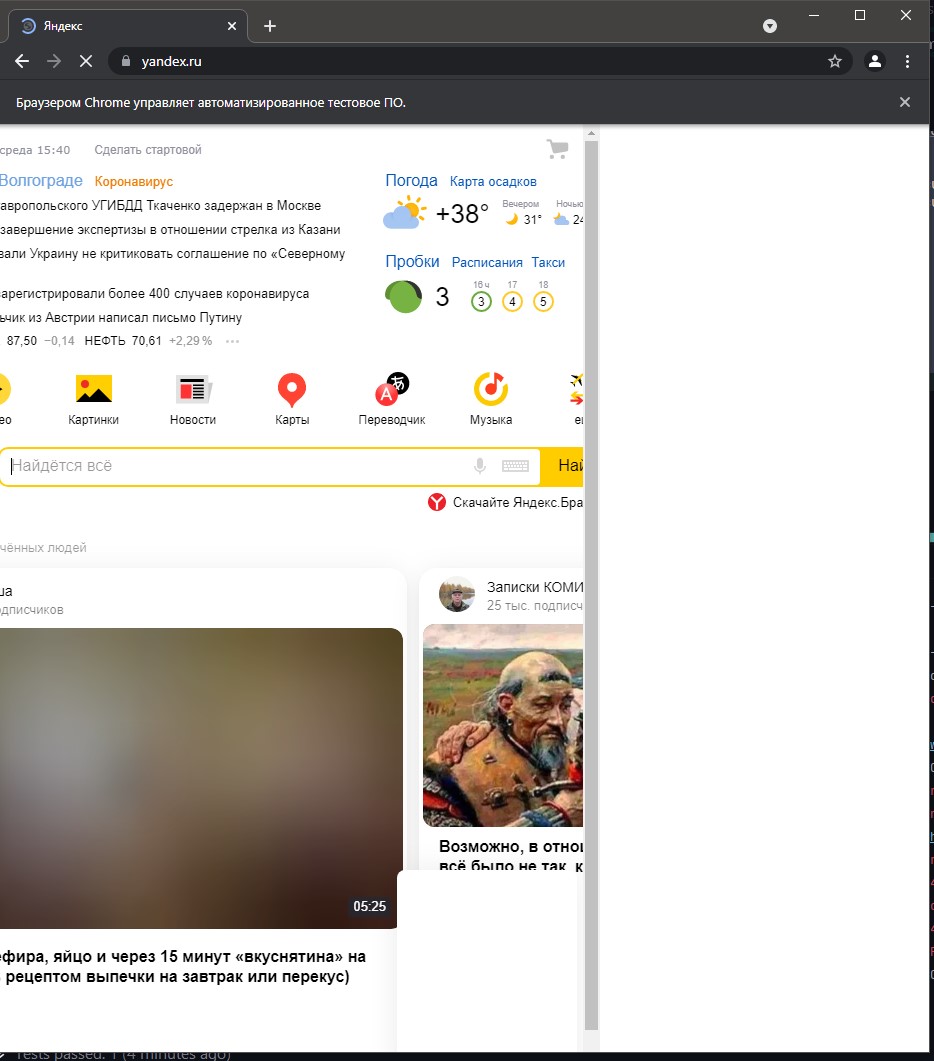 Яндекс
yandex.ru
Браузером Chrome управляет автоматизированное тестовое ПО.
среда 15:40 Сделать стартовой
Волгограде Коронавирус
авропольского УГИБДД Ткаченко задержан в Москве
завершение экспертизы в отношении стрелка из Казани
вали Украину не критиковать соглашение по «Северному
арегистрировали более 400 случаев коронавируса
ьчик из Австрии написал письмо Путину
87,50 −0,14 НЕФТЬ 70,61 +2,29 % ···
Погода Карта осадков
+38° Вечером 31° Ночью 24
Пробки Расписания Такси
3 16 ч 3 17 4 18 5
ео Картинки Новости Карты Переводчик Музыка
Найдётся всё Най
Скачайте Яндекс.Бра
чённых людей
ша
одписчиков
05:25
ефира, яйцо и через 15 минут «вкуснятина» на
рецептом выпечки на завтрак или перекус)
Записки КОМИ
25 тыс. подписч
Возможно, в отнош
всё было не так, к
Tests passed: 1 (4 minutes ago)